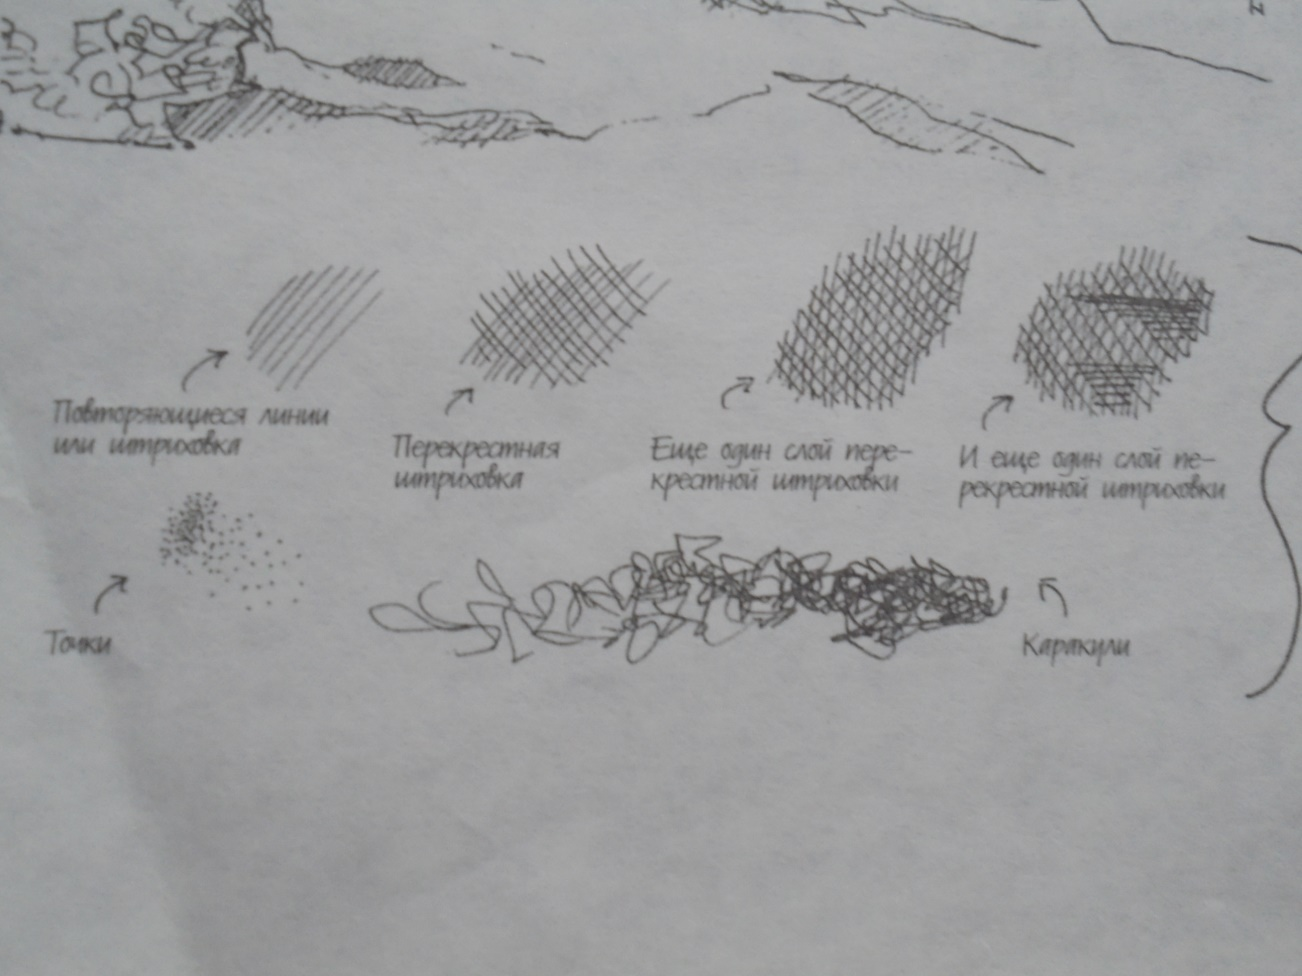 Повторяющиеся линии
или штриховка
Перекрестная
штриховка
Еще один слой пере-
крестной штриховки
И еще один слой пе-
рекрестной штриховки
Точки
Каракули